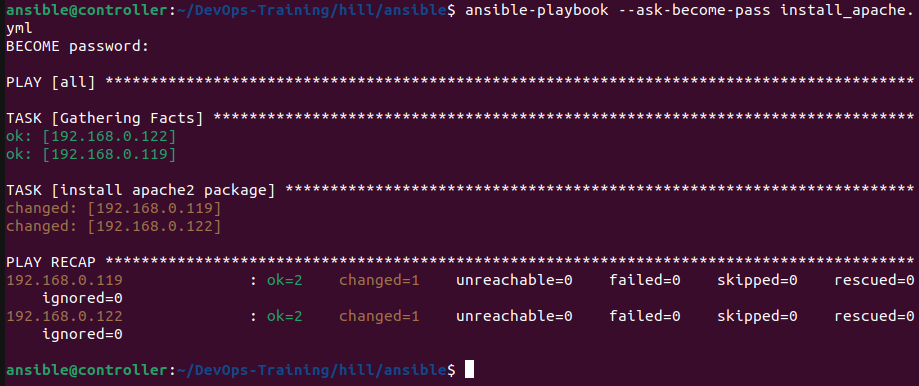 ansible@controller:~/DevOps-Training/hill/ansible$ ansible-playbook --ask-become-pass install_apache.
yml
BECOME password:
PLAY [all] ******************************************************************************************
TASK [Gathering Facts] ******************************************************************************
ok: [192.168.0.122]
ok: [192.168.0.119]
TASK [install apache2 package] **********************************************************************
changed: [192.168.0.119]
changed: [192.168.0.122]
PLAY RECAP ******************************************************************************************
192.168.0.119              : ok=2    changed=1    unreachable=0    failed=0    skipped=0    rescued=0
    ignored=0
192.168.0.122              : ok=2    changed=1    unreachable=0    failed=0    skipped=0    rescued=0
    ignored=0
ansible@controller:~/DevOps-Training/hill/ansible$